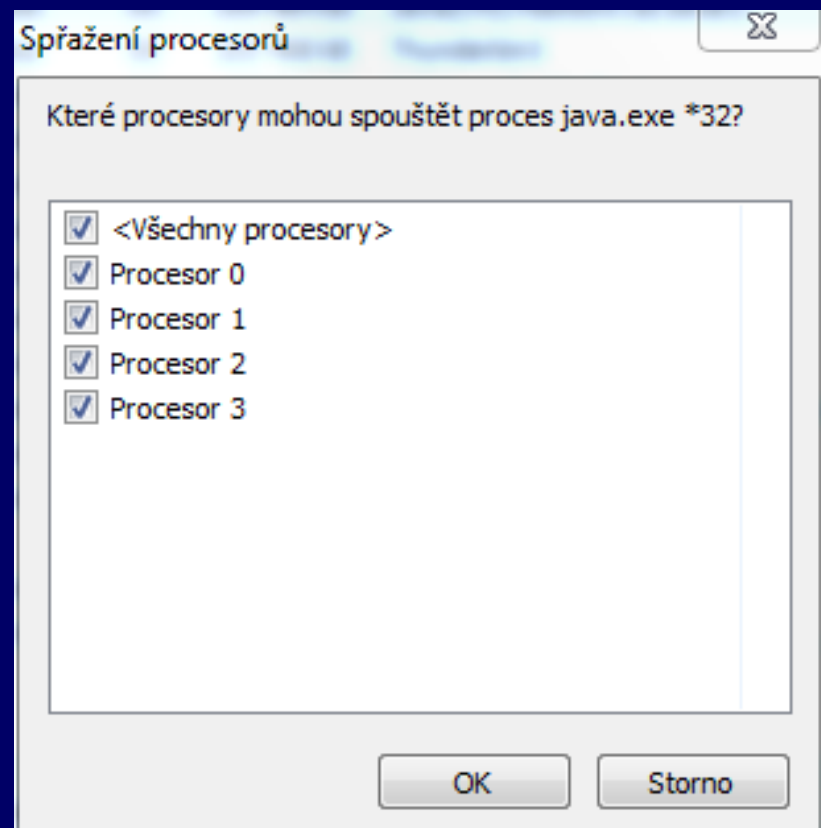 Spřažení procesorů
Které procesory mohou spouštět proces java.exe *32?
<Všechny procesory>
Procesor 0
Procesor 1
Procesor 2
Procesor 3
OK
Storno